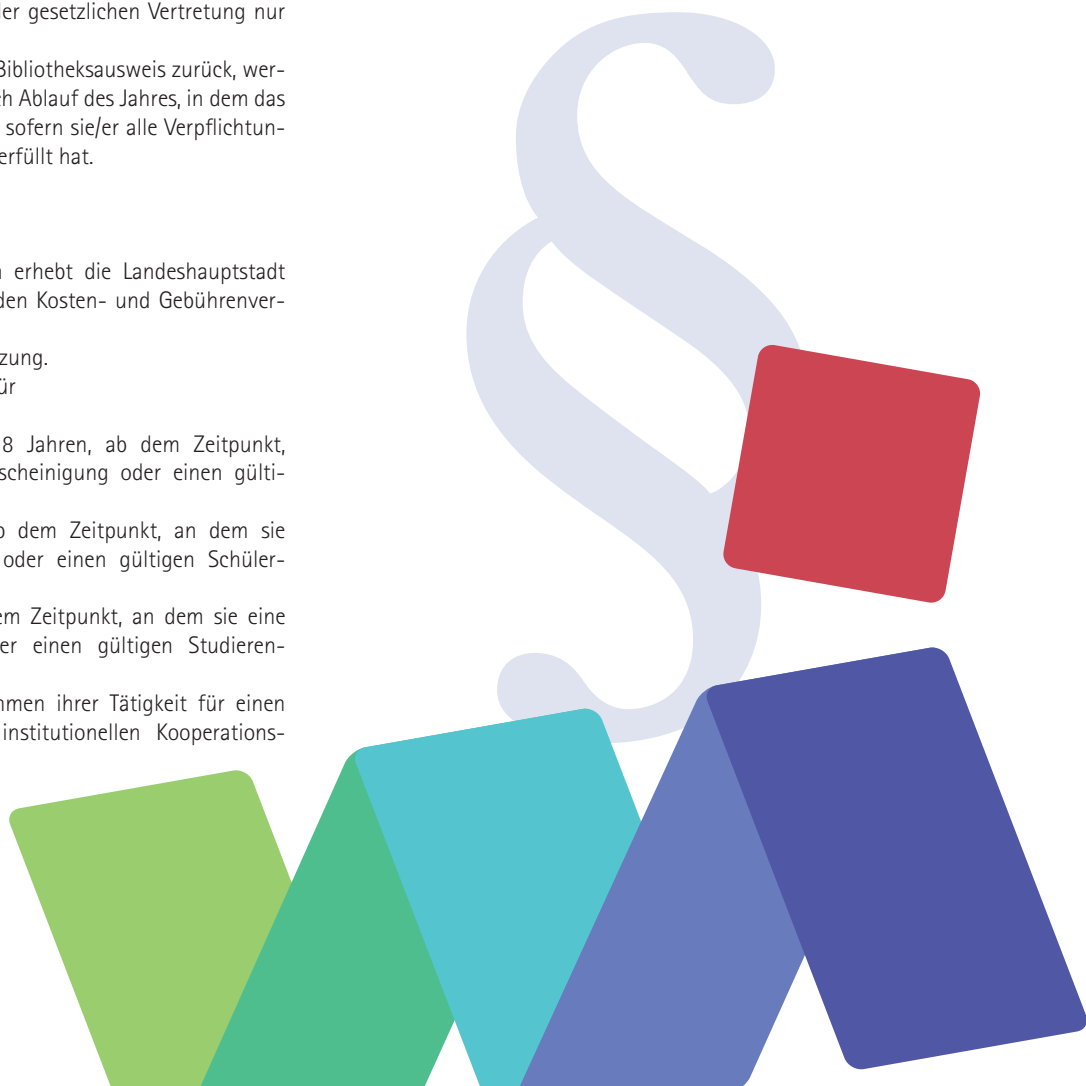 der gesetzlichen Vertretung nur
Bibliotheksausweis zurück, wer-
ch Ablauf des Jahres, in dem das
sofern sie/er alle Verpflichtun-
erfüllt hat.
erhebt die Landeshauptstadt
den Kosten- und Gebührenver-
zung.
ür
8 Jahren, ab dem Zeitpunkt,
scheinigung oder einen gülti-
dem Zeitpunkt, an dem sie
oder einen gültigen Schüler-
em Zeitpunkt, an dem sie eine
er einen gültigen Studieren-
hmen ihrer Tätigkeit für einen
institutionellen Kooperations-
§